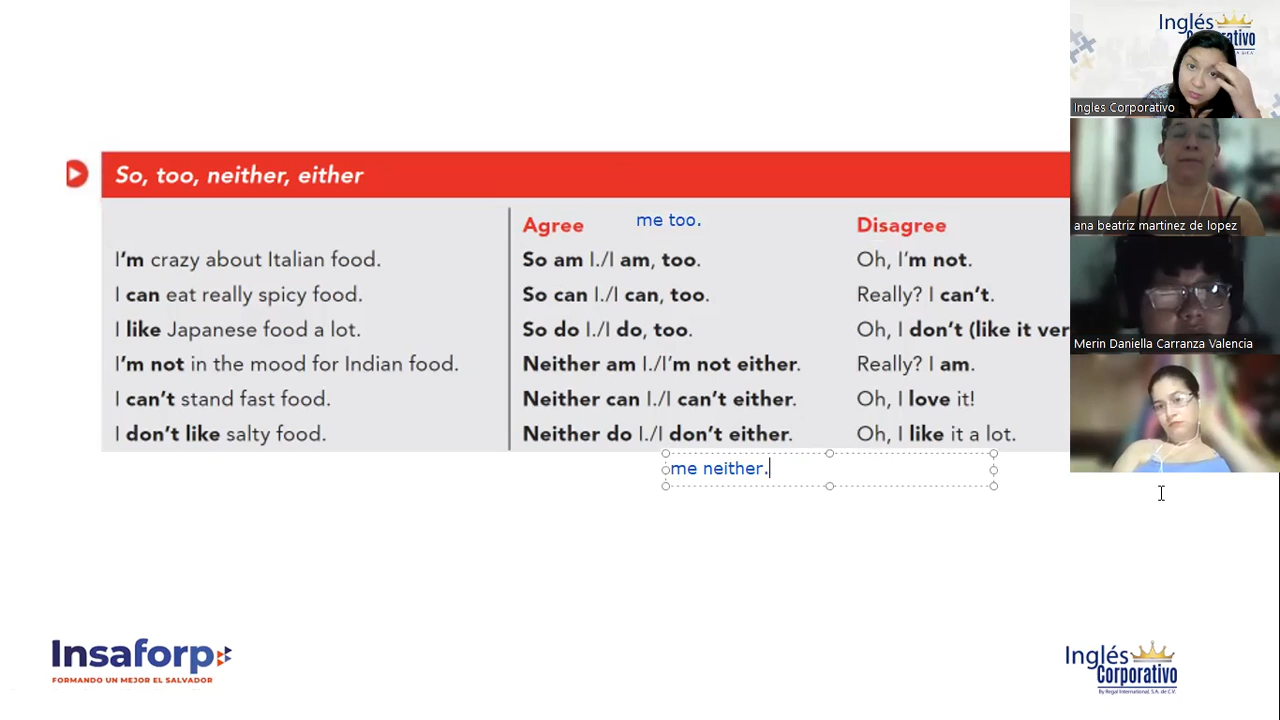 Inglés
Corporativo
Ingles Corporativo
So, too, neither, either
Agree me too. Disagree
I'm crazy about Italian food. So am I./I am, too. Oh, I'm not.
I can eat really spicy food. So can I./I can, too. Really? I can't.
I like Japanese food a lot. So do I./I do, too. Oh, I don't (like it ver
I'm not in the mood for Indian food. Neither am I./I'm not either. Really? I am.
I can't stand fast food. Neither can I./I can't either. Oh, I love it!
I don't like salty food. Neither do I./I don't either. Oh, I like it a lot.
me neither.
ana beatriz martinez de lopez
Merin Daniella Carranza Valencia
Insaforp
FORMANDO UN MEJOR EL SALVADOR
Inglés
Corporativo
By Regal International, S.A. de C.V.